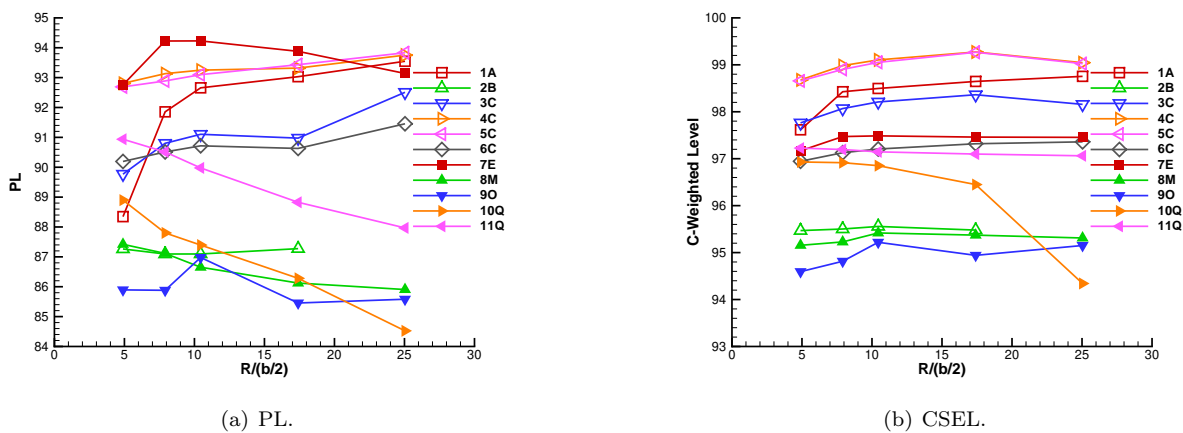 PL
95
94
93
92
91
90
89
88
87
86
85
84
0 5 10 15 20 25 30
R/(b/2)
1A
2B
3C
4C
5C
6C
7E
8M
9O
10Q
11Q
(a) PL.
C-Weighted Level
100
99
98
97
96
95
94
93
0 5 10 15 20 25 30
R/(b/2)
1A
2B
3C
4C
5C
6C
7E
8M
9O
10Q
11Q
(b) CSEL.